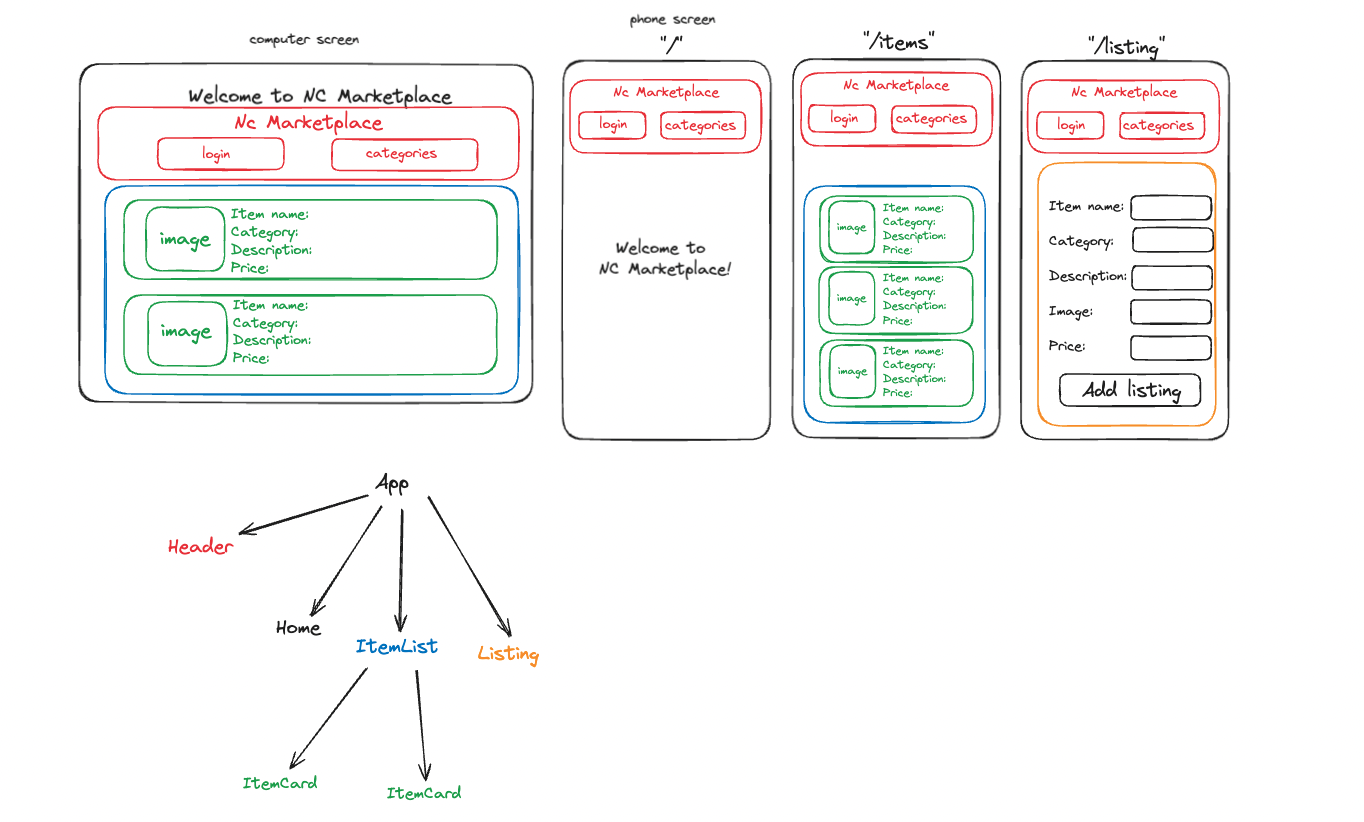 computer screen
Welcome to NC Marketplace
Nc Marketplace
login
categories
image
Item name:
Category:
Description:
Price:
image
Item name:
Category:
Description:
Price:
phone screen
"/"
Nc Marketplace
login
categories
Welcome to
NC Marketplace!
"/items"
Nc Marketplace
login
categories
image
Item name:
Category:
Description:
Price:
image
Item name:
Category:
Description:
Price:
image
Item name:
Category:
Description:
Price:
"/listing"
Nc Marketplace
login
categories
Item name:
Category:
Description:
Image:
Price:
Add listing
App
Header
Home
ItemList
Listing
ItemCard
ItemCard